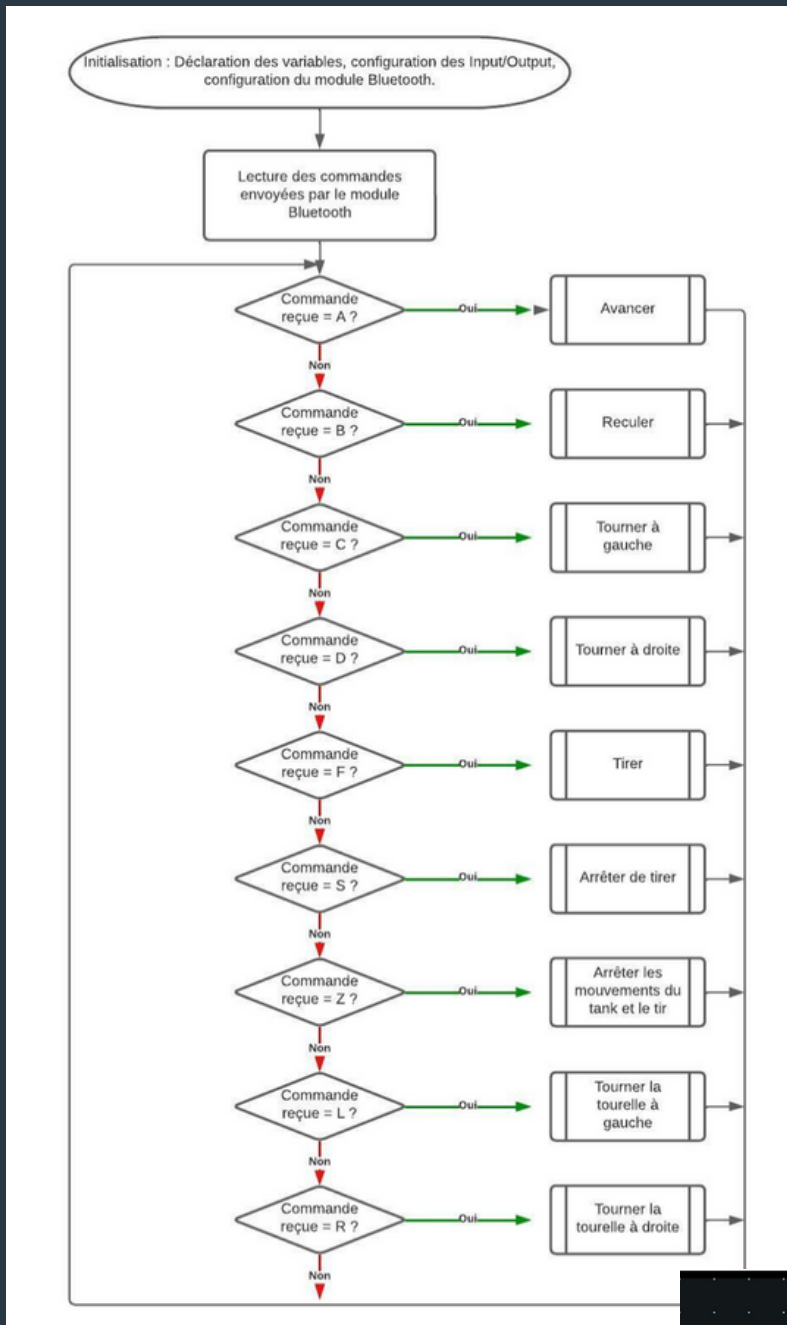 Initialisation : Déclaration des variables, configuration des Input/Output,
configuration du module Bluetooth.
Lecture des commandes
envoyées par le module
Bluetooth
Commande
reçue = A ?
Oui
Avancer
Non
Commande
reçue = B ?
Oui
Reculer
Non
Commande
reçue = C ?
Oui
Tourner à
gauche
Non
Commande
reçue = D ?
Oui
Tourner à droite
Non
Commande
reçue = F ?
Oui
Tirer
Non
Commande
reçue = S ?
Oui
Arrêter de tirer
Non
Commande
reçue = Z ?
Oui
Arrêter les
mouvements du
tank et le tir
Non
Commande
reçue = L ?
Oui
Tourner la
tourelle à
gauche
Non
Commande
reçue = R ?
Oui
Tourner la
tourelle à droite
Non